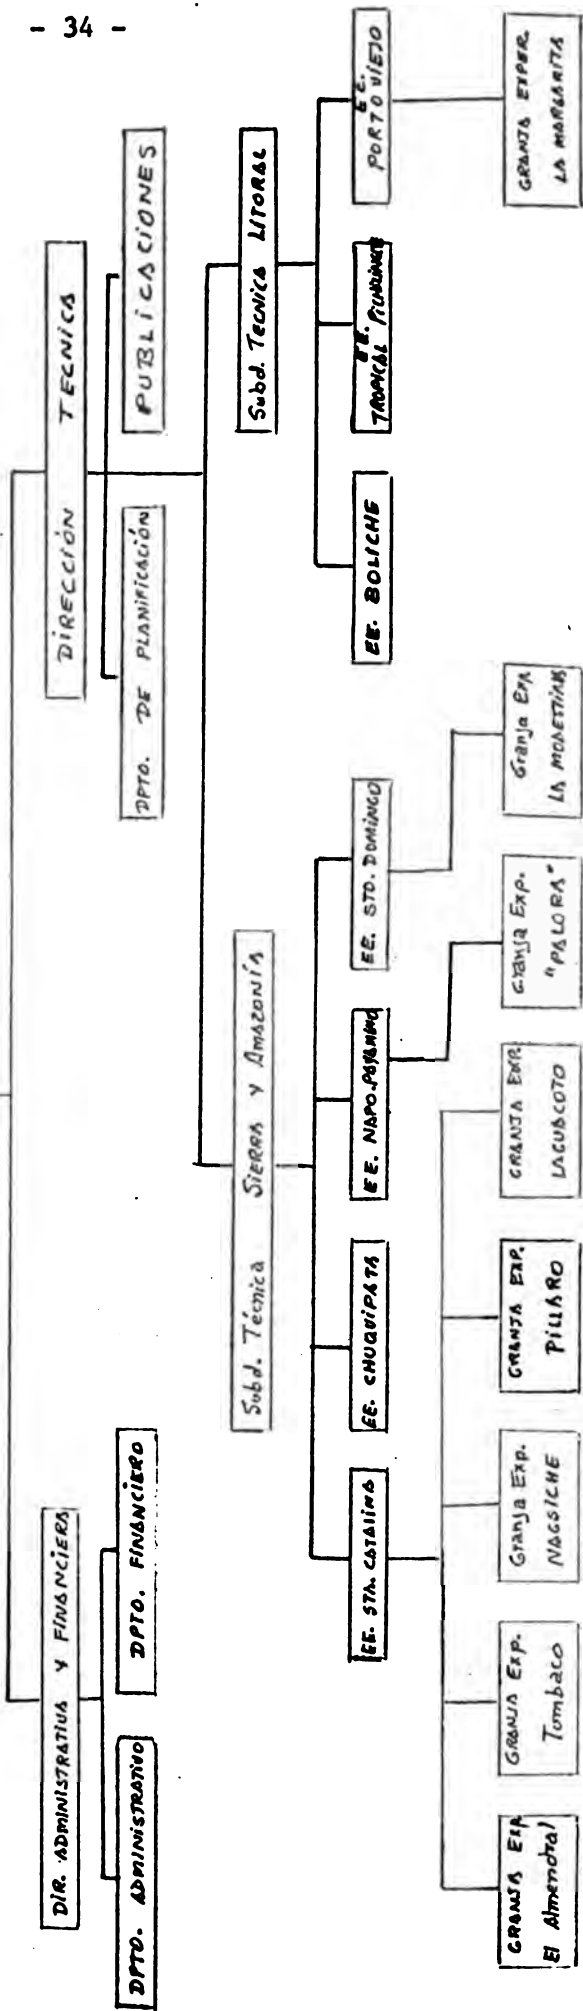 - 34 -
DIR. ADMINISTRATIVA Y FINANCIERA
DPTO. ADMINISTRATIVO
DPTO. FINANCIERO
DIRECCIÓN TECNICA
DPTO. DE PLANIFICACIÓN
PUBLICACIONES
Subd. Técnica SIERRA Y AMAZONÍA
Subd. TECNICA LITORAL
EE. STA. CATALINA
EE. CHUQUIPATA
EE. NAPO-PAYAMINO
EE. STO. DOMINGO
EE. BOLICHE
EE.
TROPICAL PICHILINGUE
EE.
PORTOVIEJO
GRANJA EXP.
El Almendral
GRANJA EXP.
Tumbaco
Granja Exp.
NAGSICHE
GRANJA EXP.
PILLARO
GRANJA EXP.
LAGUACOTO
Granja Exp.
"PALORA"
Granja Exp.
LA MODESTINAS
GRANJA EXPER.
LA MARGARITA